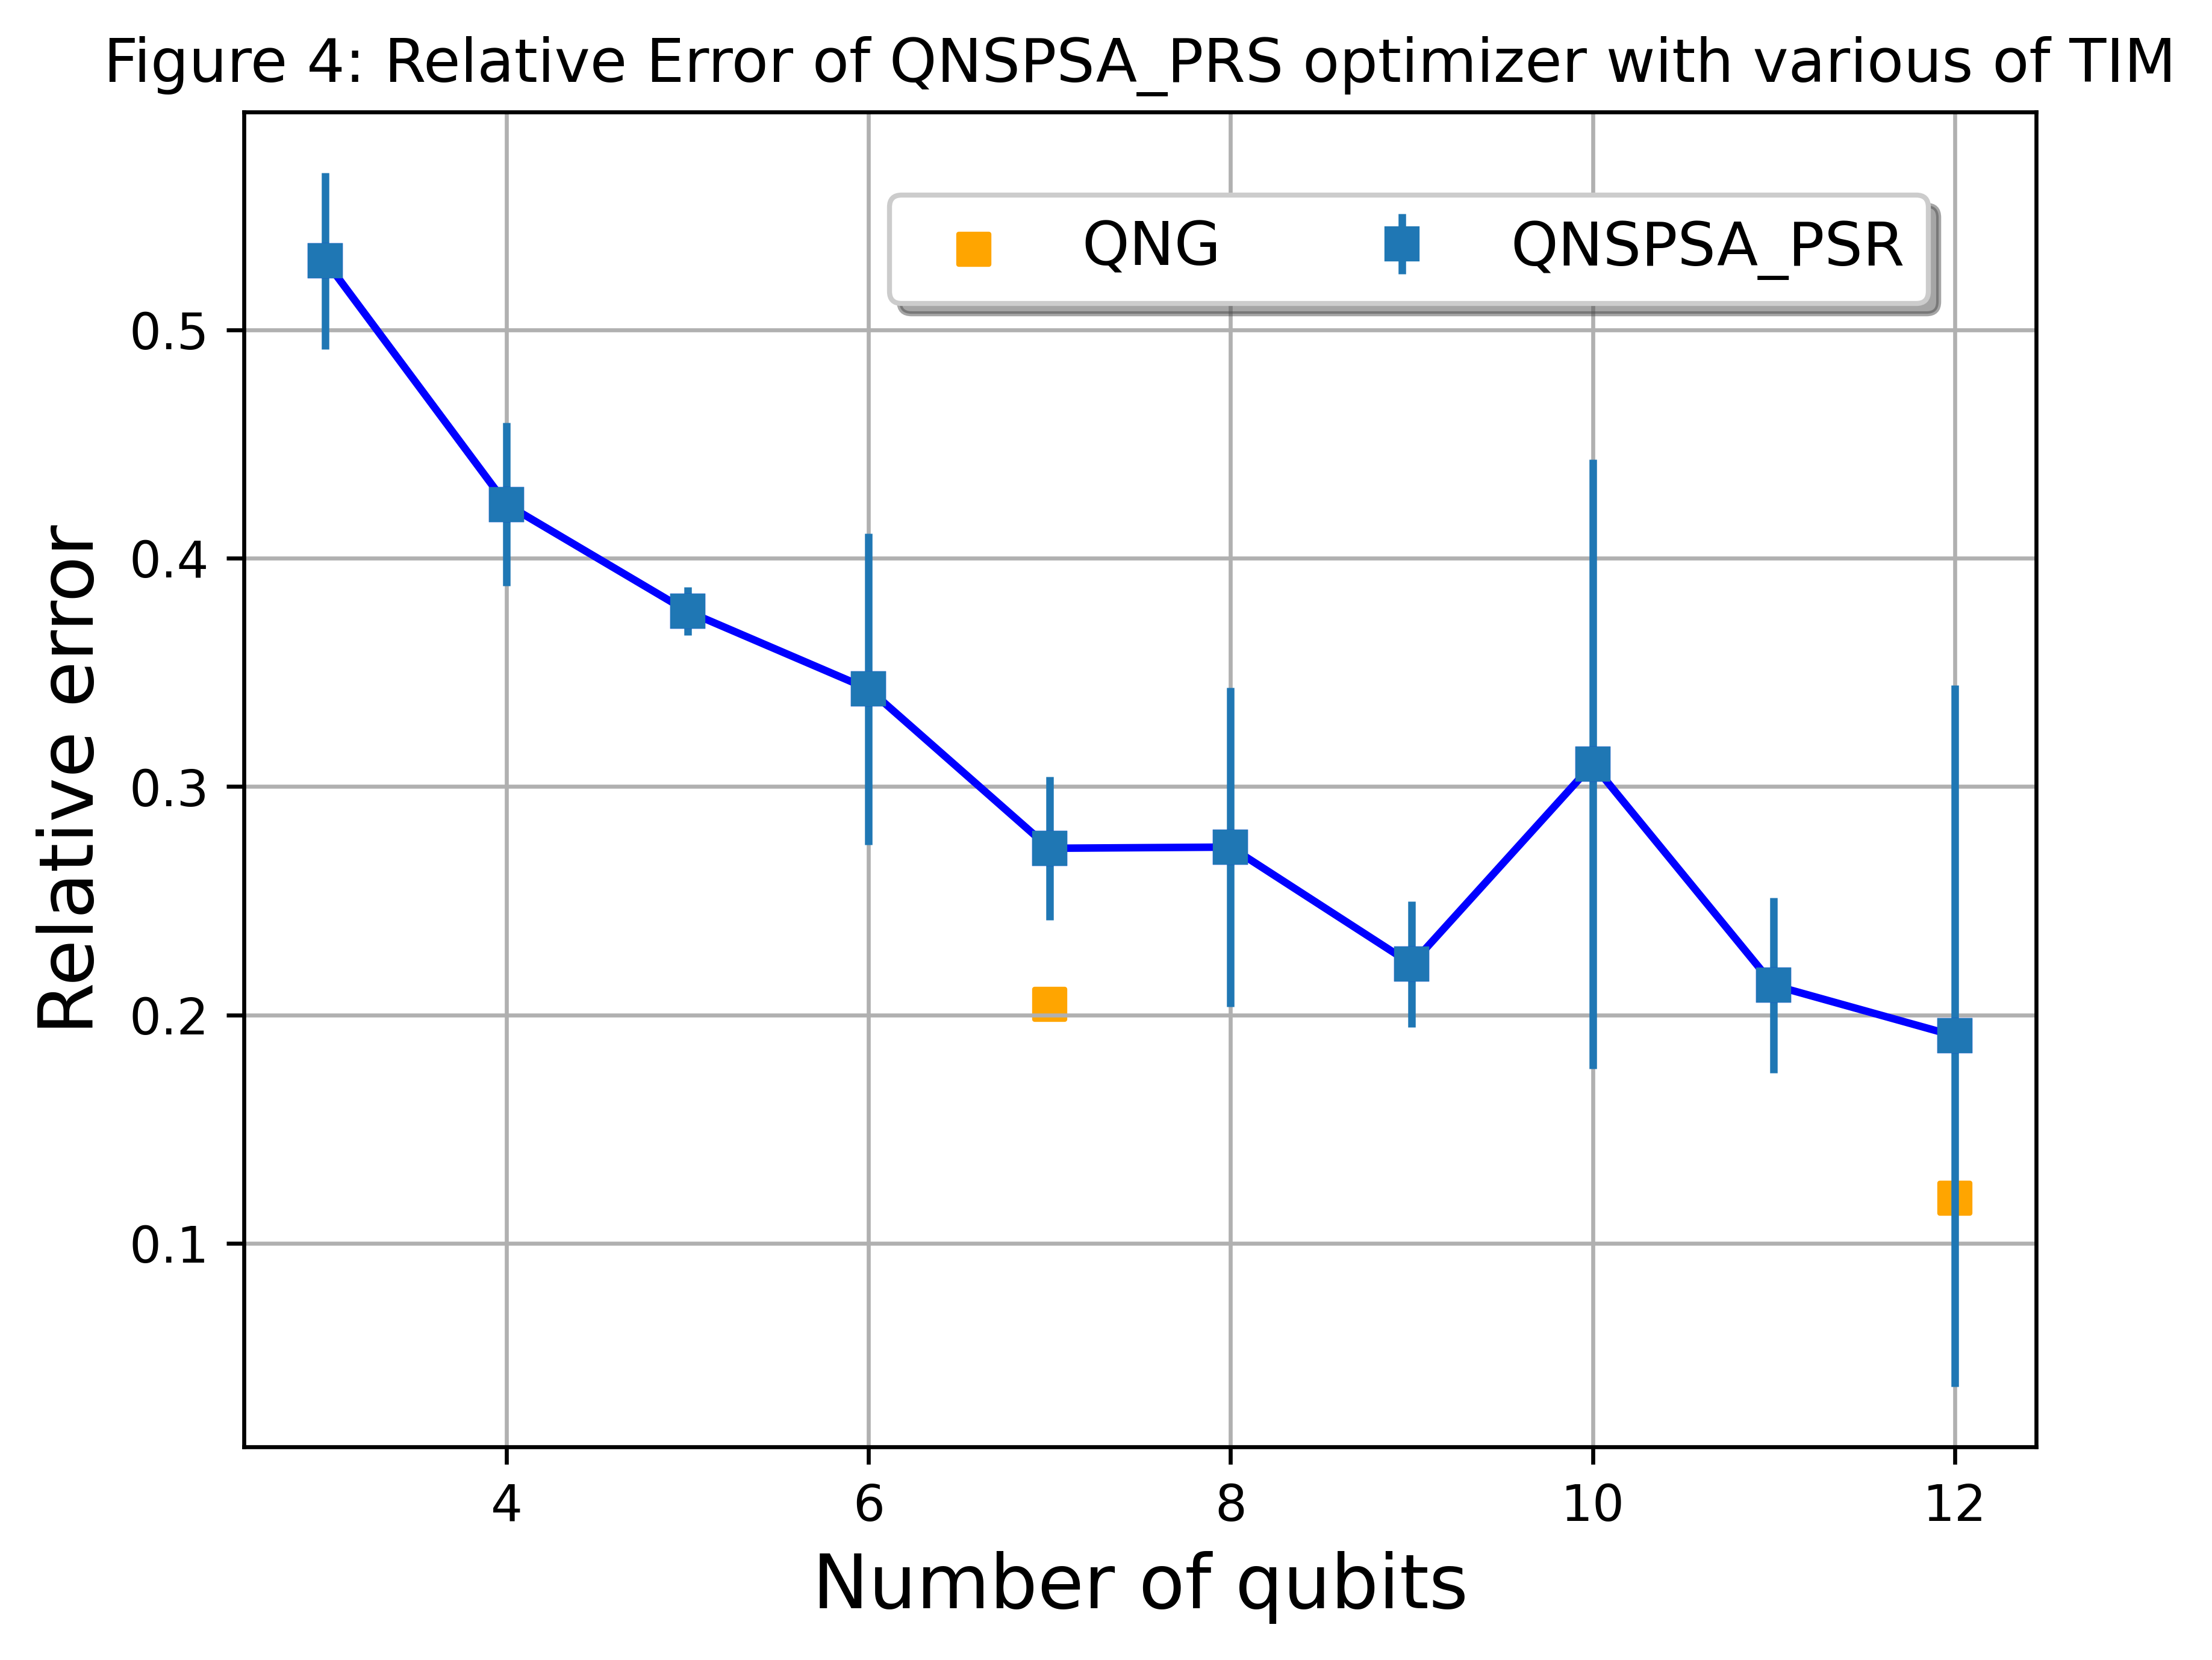 Figure 4: Relative Error of QNSPSA_PRS optimizer with various of TIM
QNG
QNSPSA_PSR
Relative error
0.5
0.4
0.3
0.2
0.1
4
6
8
10
12
Number of qubits